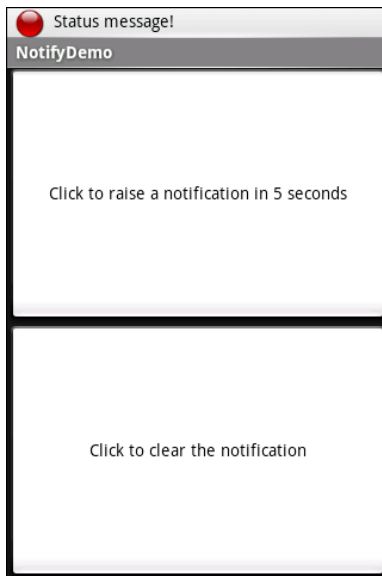 Status message!
NotifyDemo
Click to raise a notification in 5 seconds
Click to clear the notification